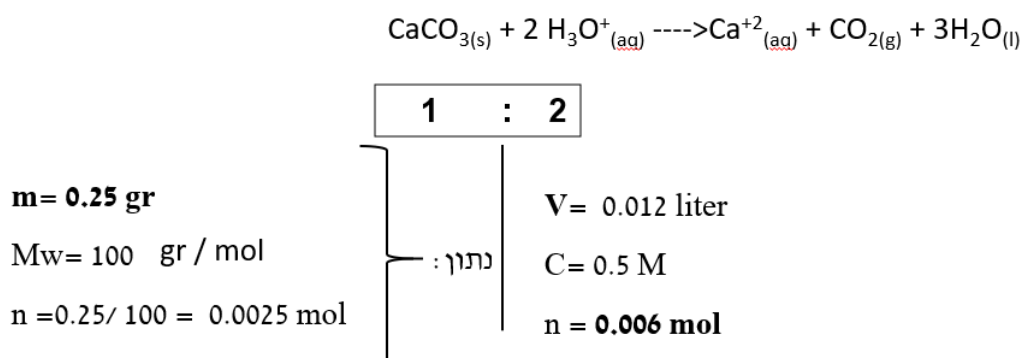 CaCO3(s) + 2 H3O+(aq) ---->Ca+2(aq) + CO2(g) + 3H2O(l)
1 : 2
m= 0.25 gr
Mw= 100 gr / mol
n =0.25/ 100 = 0.0025 mol
נתון :
V= 0.012 liter
C= 0.5 M
n = 0.006 mol